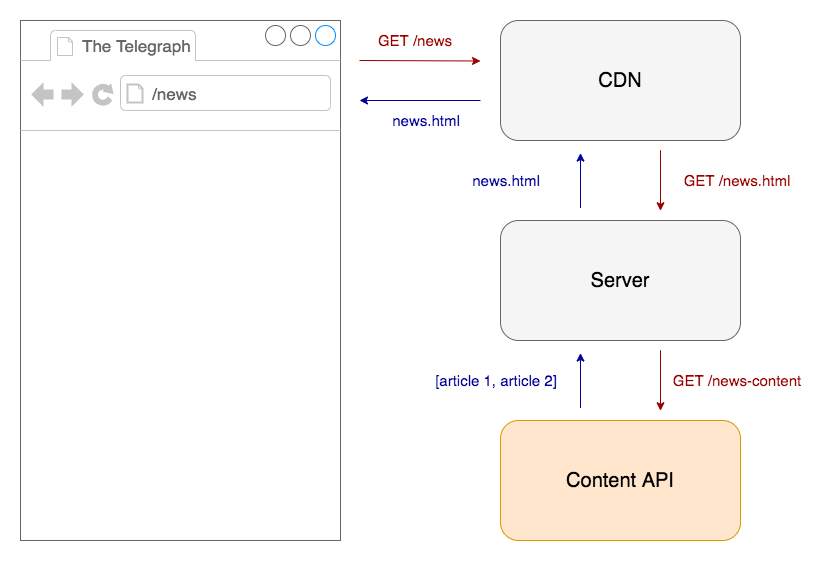 The Telegraph
/news
GET /news
news.html
CDN
news.html
GET /news.html
Server
[article 1, article 2]
GET /news-content
Content API